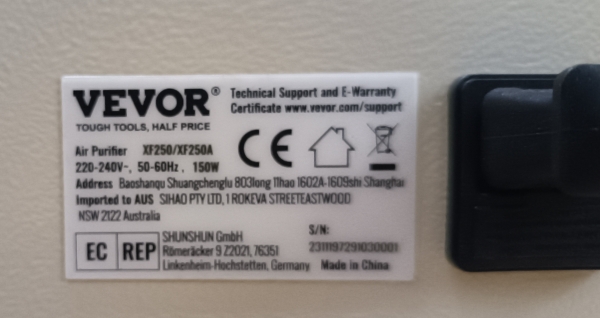 VEVOR®
TOUGH TOOLS, HALF PRICE
Technical Support and E-Warranty
Certificate www.vevor.com/support
Air Purifier XF250/XF250A
220-240V~, 50-60Hz, 150W
CE
Address Baoshanqu Shuangchenglu 803long 11hao 1602A-1609shi Shanghai
Imported to AUS SIHAO PTY LTD, 1 ROKEVA STREETEASTWOOD
NSW 2122 Australia
EC REP
SHUNSHUN GmbH
Römeräcker 9 Z2021, 76351
Linkenheim-Hochstetten, Germany
S/N:
2311197291030001
Made in China